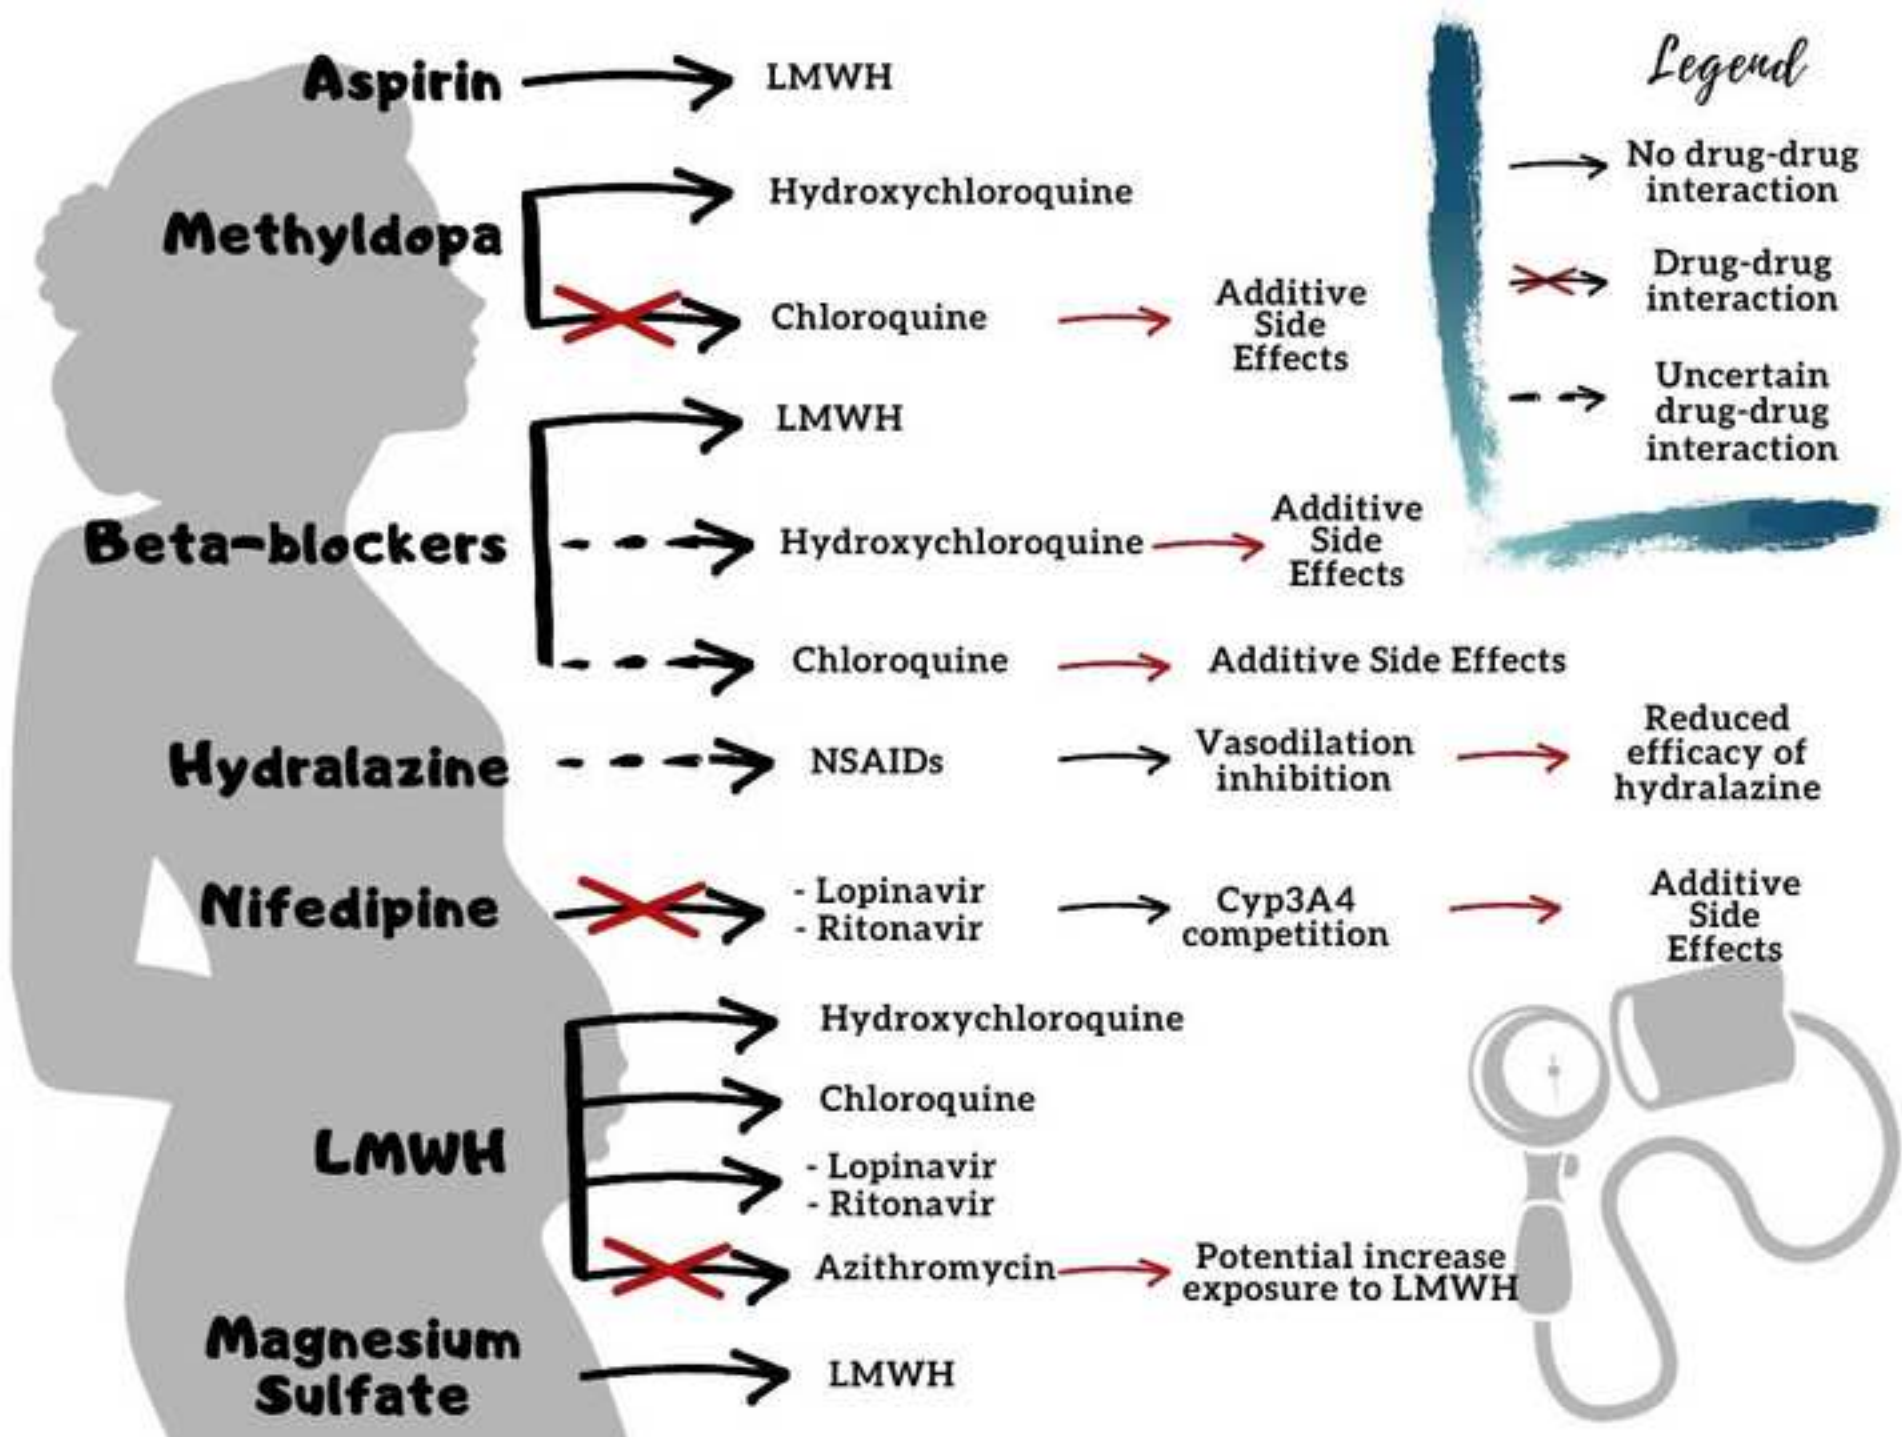 Aspirin
LMWH
Legend
No drug-drug
interaction
Drug-drug
interaction
Uncertain
drug-drug
interaction
Methyldopa
Hydroxychloroquine
Chloroquine
Additive
Side
Effects
Beta-blockers
LMWH
Hydroxychloroquine
Additive
Side
Effects
Chloroquine
Additive Side Effects
Hydralazine
NSAIDs
Vasodilation
inhibition
Reduced
efficacy of
hydralazine
Nifedipine
- Lopinavir
- Ritonavir
Cyp3A4
competition
Additive
Side
Effects
LMWH
Hydroxychloroquine
Chloroquine
- Lopinavir
- Ritonavir
Azithromycin
Potential increase
exposure to LMWH
Magnesium
Sulfate
LMWH